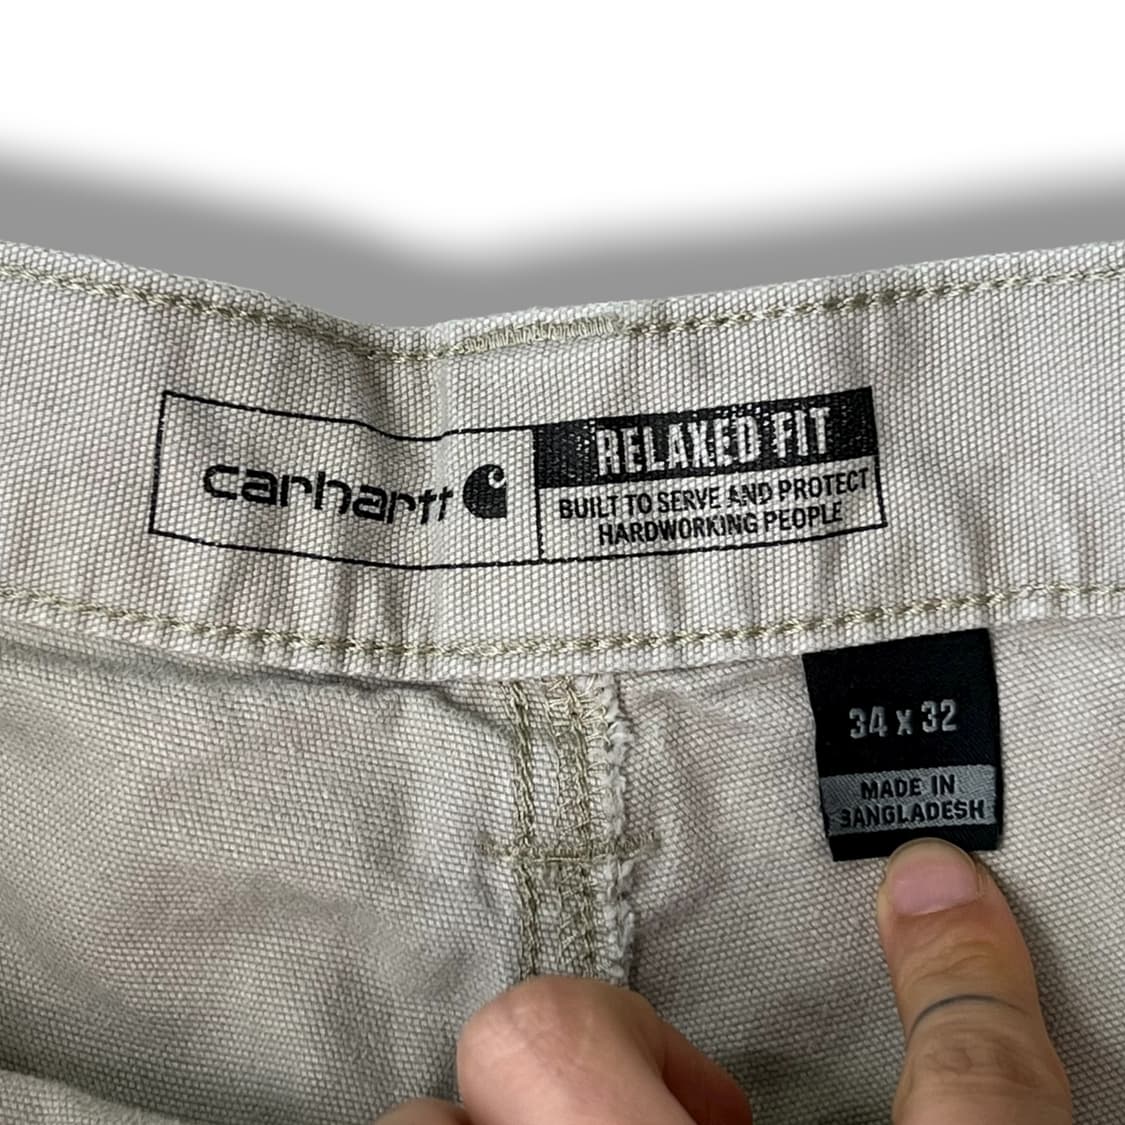 carhartt
RELAXED FIT
BUILT TO SERVE AND PROTECT
HARDWORKING PEOPLE
34 x 32
MADE IN
BANGLADESH